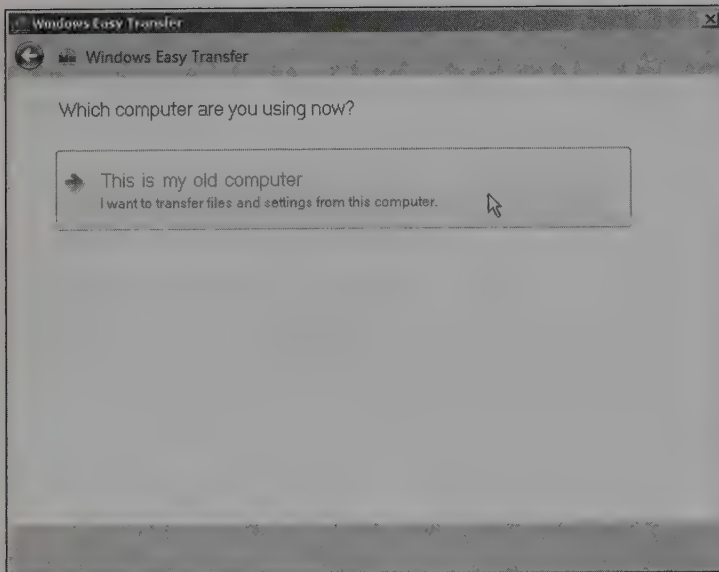 Windows Easy Transfer
Windows Easy Transfer
Which computer are you using now?
This is my old computer
I want to transfer files and settings from this computer.